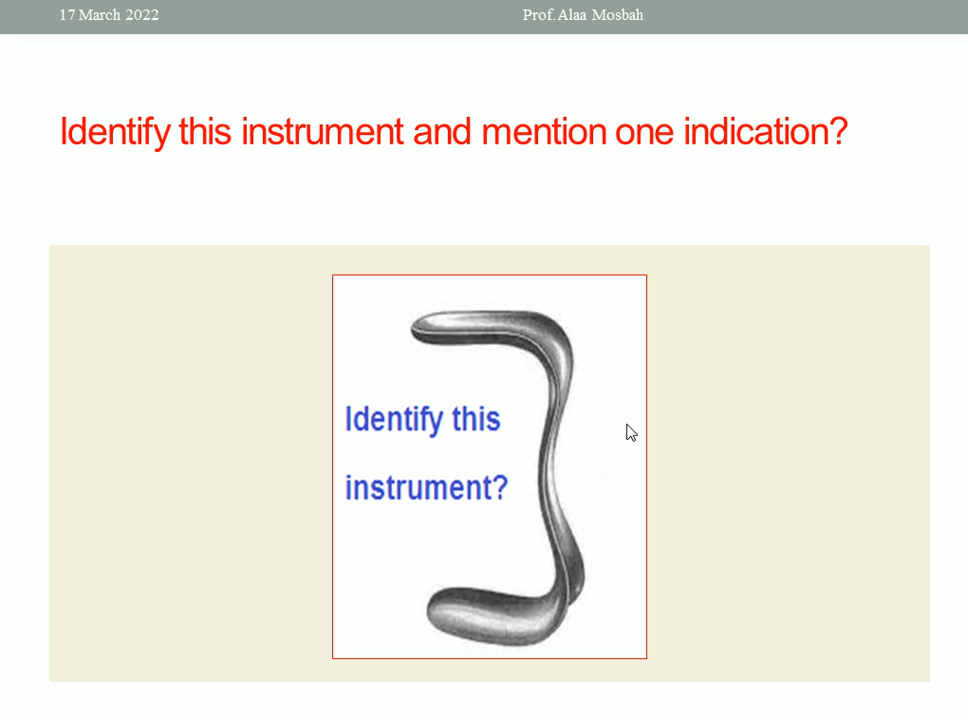 17 March 2022 Prof. Alaa Mosbah
Identify this instrument and mention one indication?
Identify this
instrument?